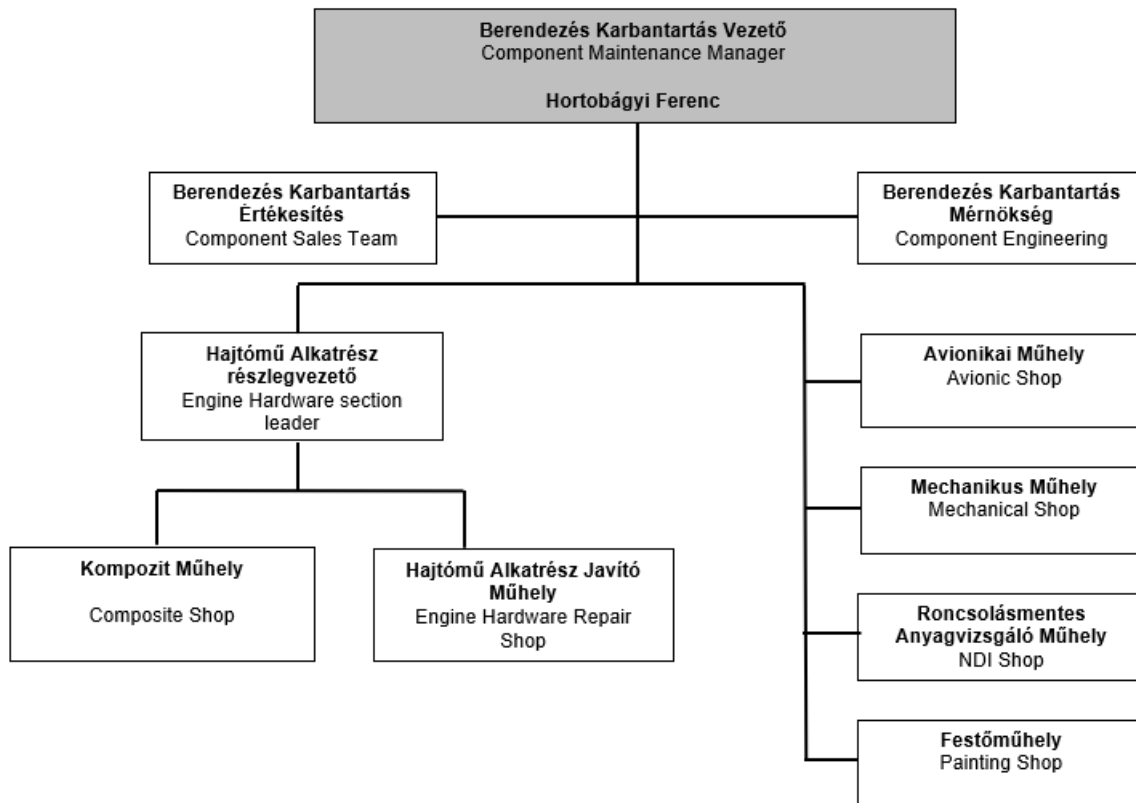 Berendezés Karbantartás Vezető
Component Maintenance Manager
Hortobágyi Ferenc
Berendezés Karbantartás
Értékesítés
Component Sales Team
Berendezés Karbantartás
Mérnökség
Component Engineering
Hajtómű Alkatrész
részlegvezető
Engine Hardware section
leader
Avionikai Műhely
Avionic Shop
Mechanikus Műhely
Mechanical Shop
Kompozit Műhely
Composite Shop
Hajtómű Alkatrész Javító
Műhely
Engine Hardware Repair
Shop
Roncsolásmentes
Anyagvizsgáló Műhely
NDI Shop
Festőműhely
Painting Shop